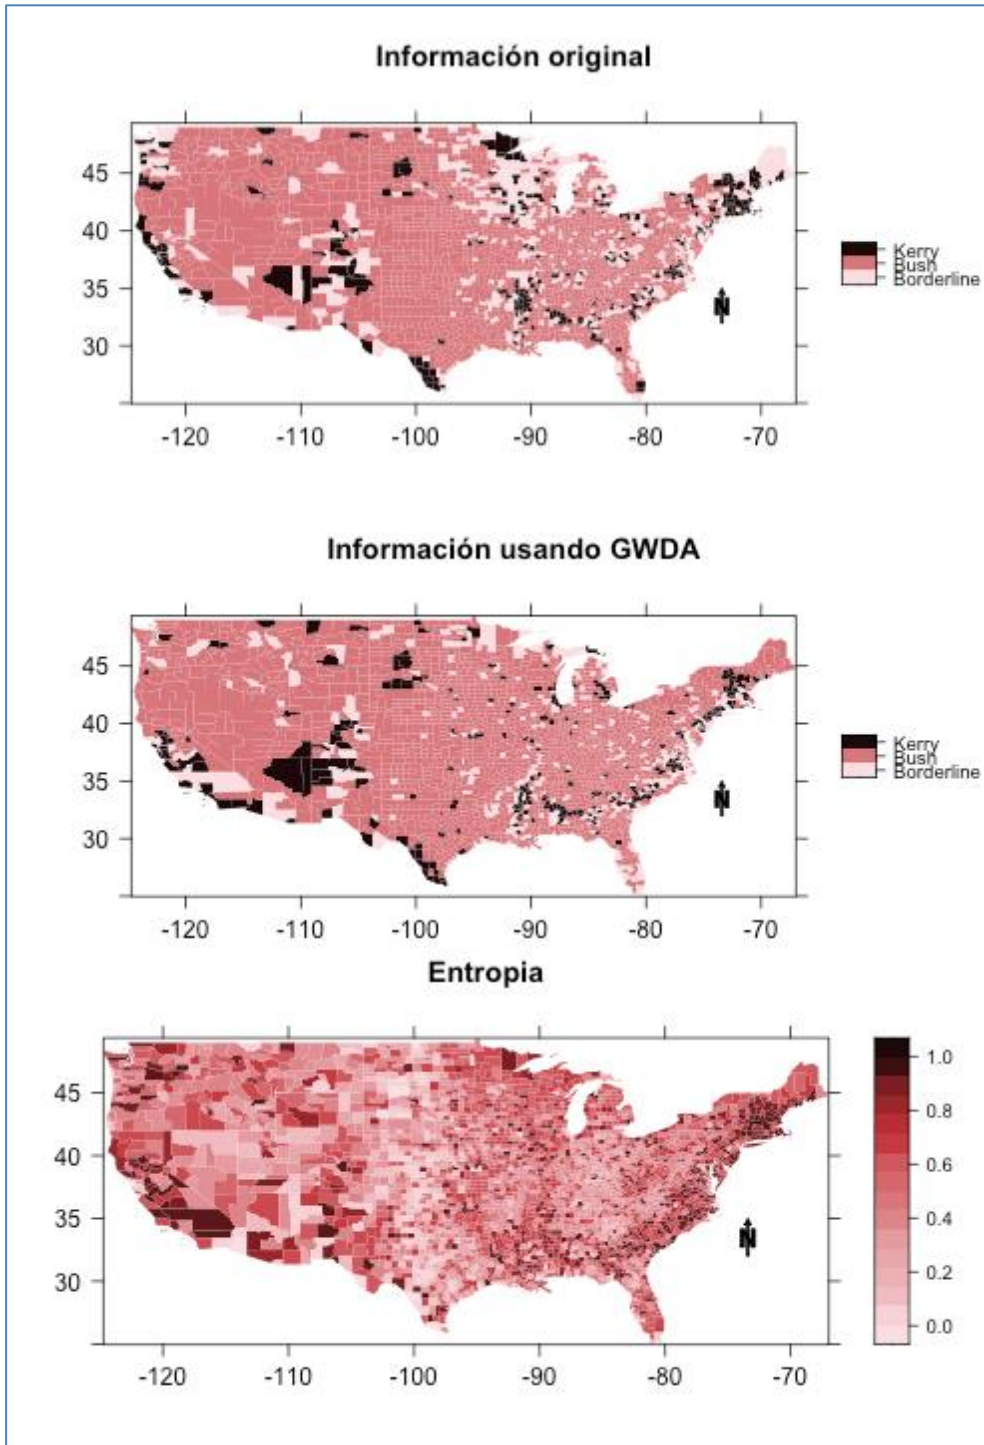 Información original
45
40
35
30
-120 -110 -100 -90 -80 -70
Kerry
Bush
Borderline
N
Información usando GWDA
45
40
35
30
-120 -110 -100 -90 -80 -70
Kerry
Bush
Borderline
N
Entropia
45
40
35
30
-120 -110 -100 -90 -80 -70
N
1.0
0.8
0.6
0.4
0.2
0.0